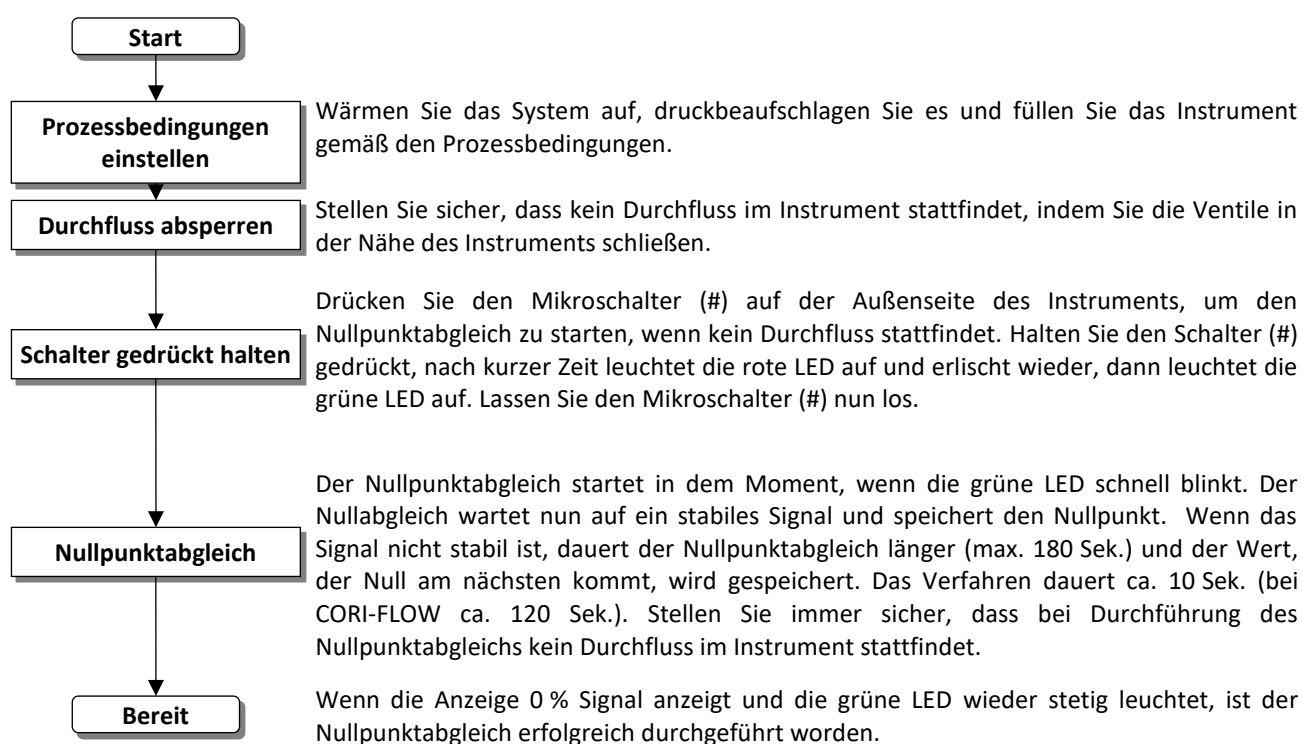 Start
Prozessbedingungen
einstellen
Wärmen Sie das System auf, druckbeaufschlagen Sie es und füllen Sie das Instrument
gemäß den Prozessbedingungen.
Durchfluss absperren
Stellen Sie sicher, dass kein Durchfluss im Instrument stattfindet, indem Sie die Ventile in
der Nähe des Instruments schließen.
Schalter gedrückt halten
Drücken Sie den Mikroschalter (#) auf der Außenseite des Instruments, um den
Nullpunktabgleich zu starten, wenn kein Durchfluss stattfindet. Halten Sie den Schalter (#)
gedrückt, nach kurzer Zeit leuchtet die rote LED auf und erlischt wieder, dann leuchtet die
grüne LED auf. Lassen Sie den Mikroschalter (#) nun los.
Nullpunktabgleich
Der Nullpunktabgleich startet in dem Moment, wenn die grüne LED schnell blinkt. Der
Nullabgleich wartet nun auf ein stabiles Signal und speichert den Nullpunkt. Wenn das
Signal nicht stabil ist, dauert der Nullpunktabgleich länger (max. 180 Sek.) und der Wert,
der Null am nächsten kommt, wird gespeichert. Das Verfahren dauert ca. 10 Sek. (bei
CORI-FLOW ca. 120 Sek.). Stellen Sie immer sicher, dass bei Durchführung des
Nullpunktabgleichs kein Durchfluss im Instrument stattfindet.
Bereit
Wenn die Anzeige 0 % Signal anzeigt und die grüne LED wieder stetig leuchtet, ist der
Nullpunktabgleich erfolgreich durchgeführt worden.